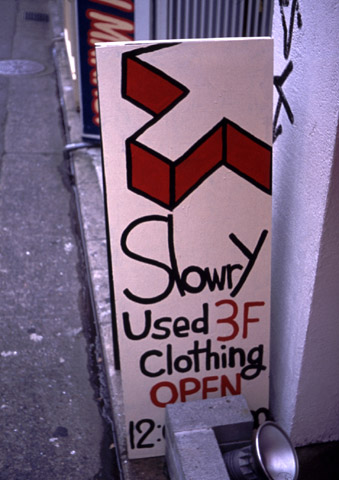 Slowry
Used 3F
Clothing
OPEN
12: